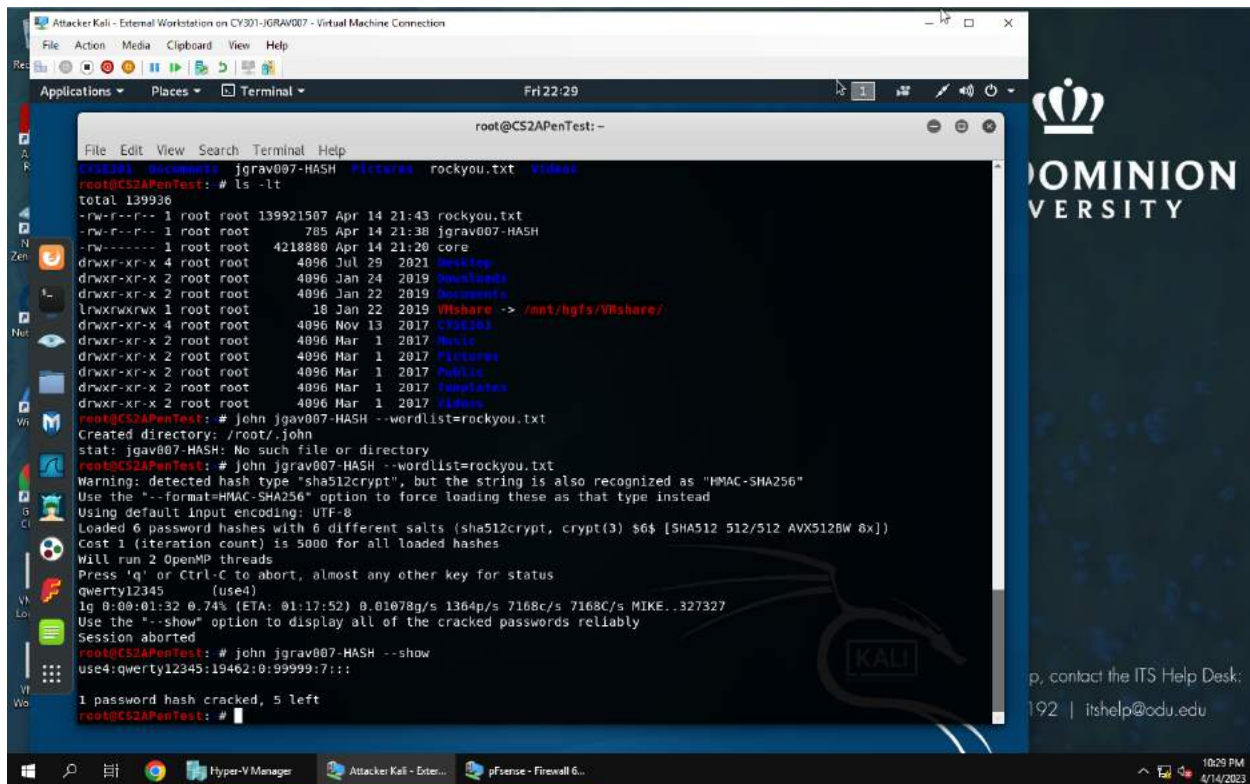 Attacker Kali - External Workstation on CY301-JGRAV007 - Virtual Machine Connection
File Action Media Clipboard View Help
Applications Places Terminal Fri 22:29 1
root@CS2APenTest: ~
File Edit View Search Terminal Help
CYSE301 Documents jgrav007-HASH Pictures rockyou.txt Videos
root@CS2APenTest:~# ls -lt
total 139936
-rw-r--r-- 1 root root 139921507 Apr 14 21:43 rockyou.txt
-rw-r--r-- 1 root root 785 Apr 14 21:38 jgrav007-HASH
-rw------- 1 root root 4218880 Apr 14 21:20 core
drwxr-xr-x 4 root root 4096 Jul 29 2021 Desktop
drwxr-xr-x 2 root root 4096 Jan 24 2019 Downloads
drwxr-xr-x 2 root root 4096 Jan 22 2019 Documents
lrwxrwxrwx 1 root root 18 Jan 22 2019 VMshare -> /mnt/hgfs/VMshare/
drwxr-xr-x 4 root root 4096 Nov 13 2017 CYSE301
drwxr-xr-x 2 root root 4096 Mar 1 2017 Music
drwxr-xr-x 2 root root 4096 Mar 1 2017 Pictures
drwxr-xr-x 2 root root 4096 Mar 1 2017 Public
drwxr-xr-x 2 root root 4096 Mar 1 2017 Templates
drwxr-xr-x 2 root root 4096 Mar 1 2017 Videos
root@CS2APenTest:~# john jgav007-HASH --wordlist=rockyou.txt
Created directory: /root/.john
stat: jgav007-HASH: No such file or directory
root@CS2APenTest:~# john jgrav007-HASH --wordlist=rockyou.txt
Warning: detected hash type "sha512crypt", but the string is also recognized as "HMAC-SHA256"
Use the "--format=HMAC-SHA256" option to force loading these as that type instead
Using default input encoding: UTF-8
Loaded 6 password hashes with 6 different salts (sha512crypt, crypt(3) $6$ [SHA512 512/512 AVX512BW 8x])
Cost 1 (iteration count) is 5000 for all loaded hashes
Will run 2 OpenMP threads
Press 'q' or Ctrl-C to abort, almost any other key for status
qwerty12345 (use4)
1g 0:00:01:32 0.74% (ETA: 01:17:52) 0.01078g/s 1364p/s 7168c/s 7168C/s MIKE..327327
Use the "--show" option to display all of the cracked passwords reliably
Session aborted
root@CS2APenTest:~# john jgrav007-HASH --show
use4:qwerty12345:19462:0:99999:7:::
1 password hash cracked, 5 left
root@CS2APenTest:~#
KALI
OMINION
VERSITY
p, contact the ITS Help Desk:
192 | itshelp@odu.edu
Hyper-V Manager
Attacker Kali - Exter...
pFsense - Firewall 6...
10:29 PM
4/14/2023